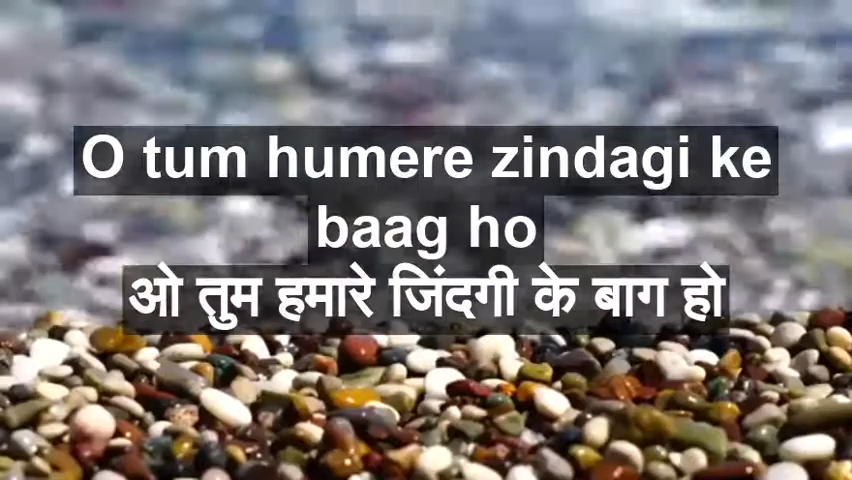 O tum humere zindagi ke
baag ho
ओ तुम हमारे जिंदगी के बाग हो